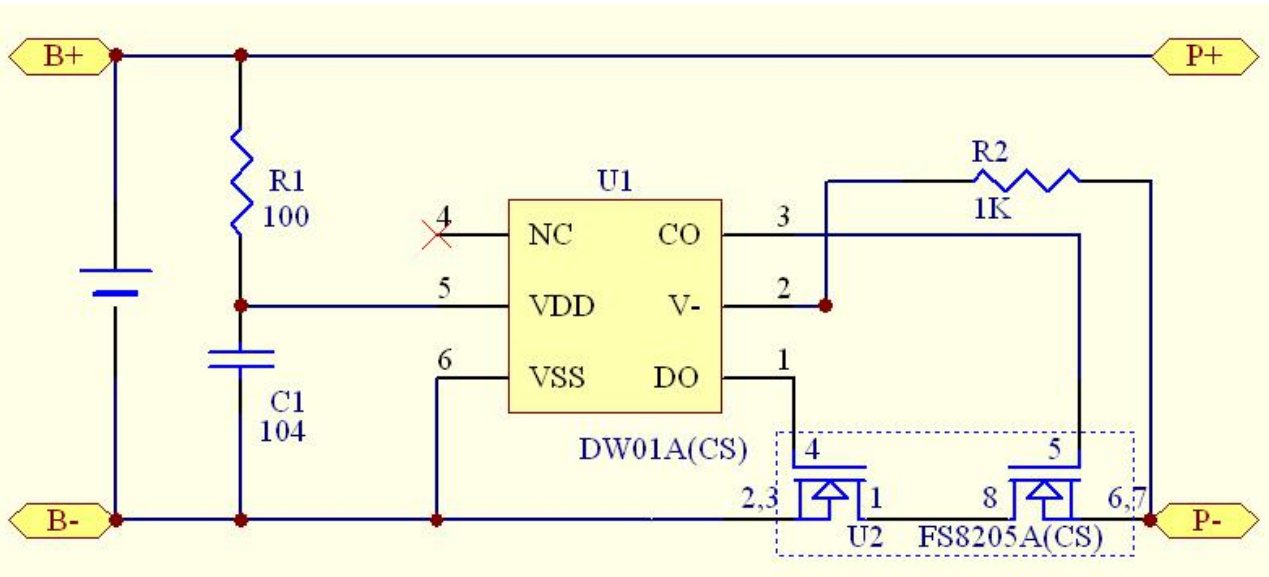 B+
P+
R1
100
R2
1K
U1
4
NC
CO
3
5
VDD
V-
2
6
VSS
DO
1
C1
104
DW01A(CS)
4
5
2,3
1
8
6,7
U2
FS8205A(CS)
B-
P-